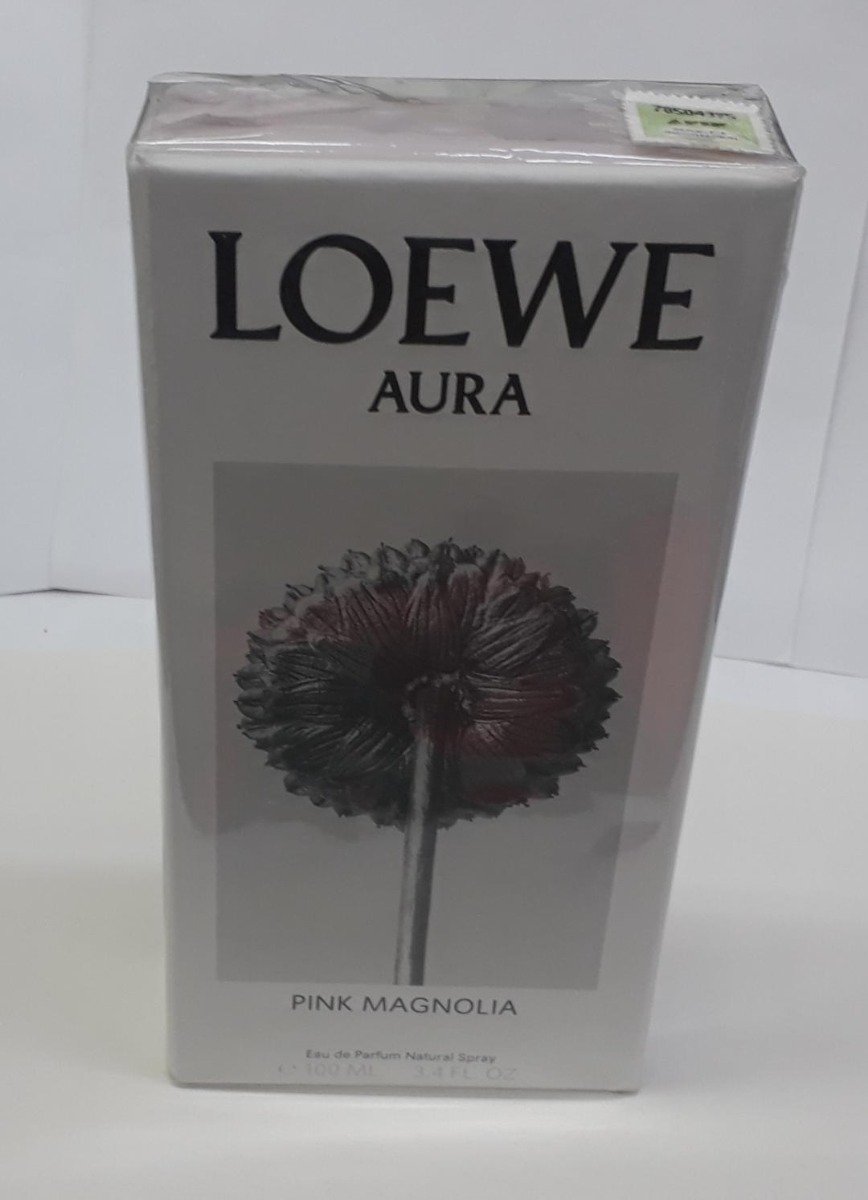 LOEWE
AURA
PINK MAGNOLIA
Eau de Parfum Natural Spray
℮ 100 ML 3.4 FL. OZ